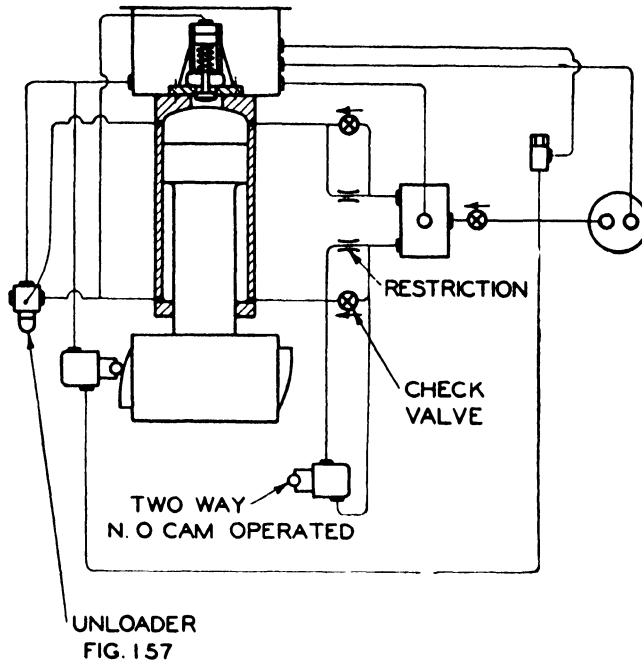 RESTRICTION
CHECK
VALVE
TWO WAY
N. O CAM OPERATED
UNLOADER
FIG. 157